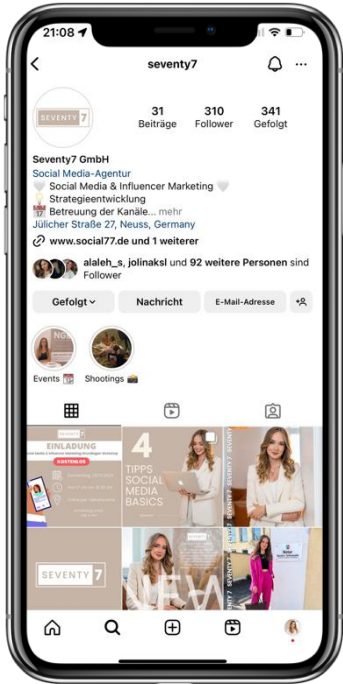 21:08
seventy7
SEVENTY 7
31 310 341
Beiträge Follower Gefolgt
Seventy7 GmbH
Social Media-Agentur
Social Media & Influencer Marketing
Strategieentwicklung
Betreuung der Kanäle... mehr
Jülicher Straße 27, Neuss, Germany
www.social77.de und 1 weiterer
alaleh_s, jolinaksl und 92 weitere Personen sind
Follower
Gefolgt Nachricht E-Mail-Adresse
Events Shootings
SEVENTY 7
EINLADUNG
KOSTENLOS
4
TIPPS
SOCIAL
MEDIA
BASICS
SEVENTY 7
SEVENTY 7
NEW